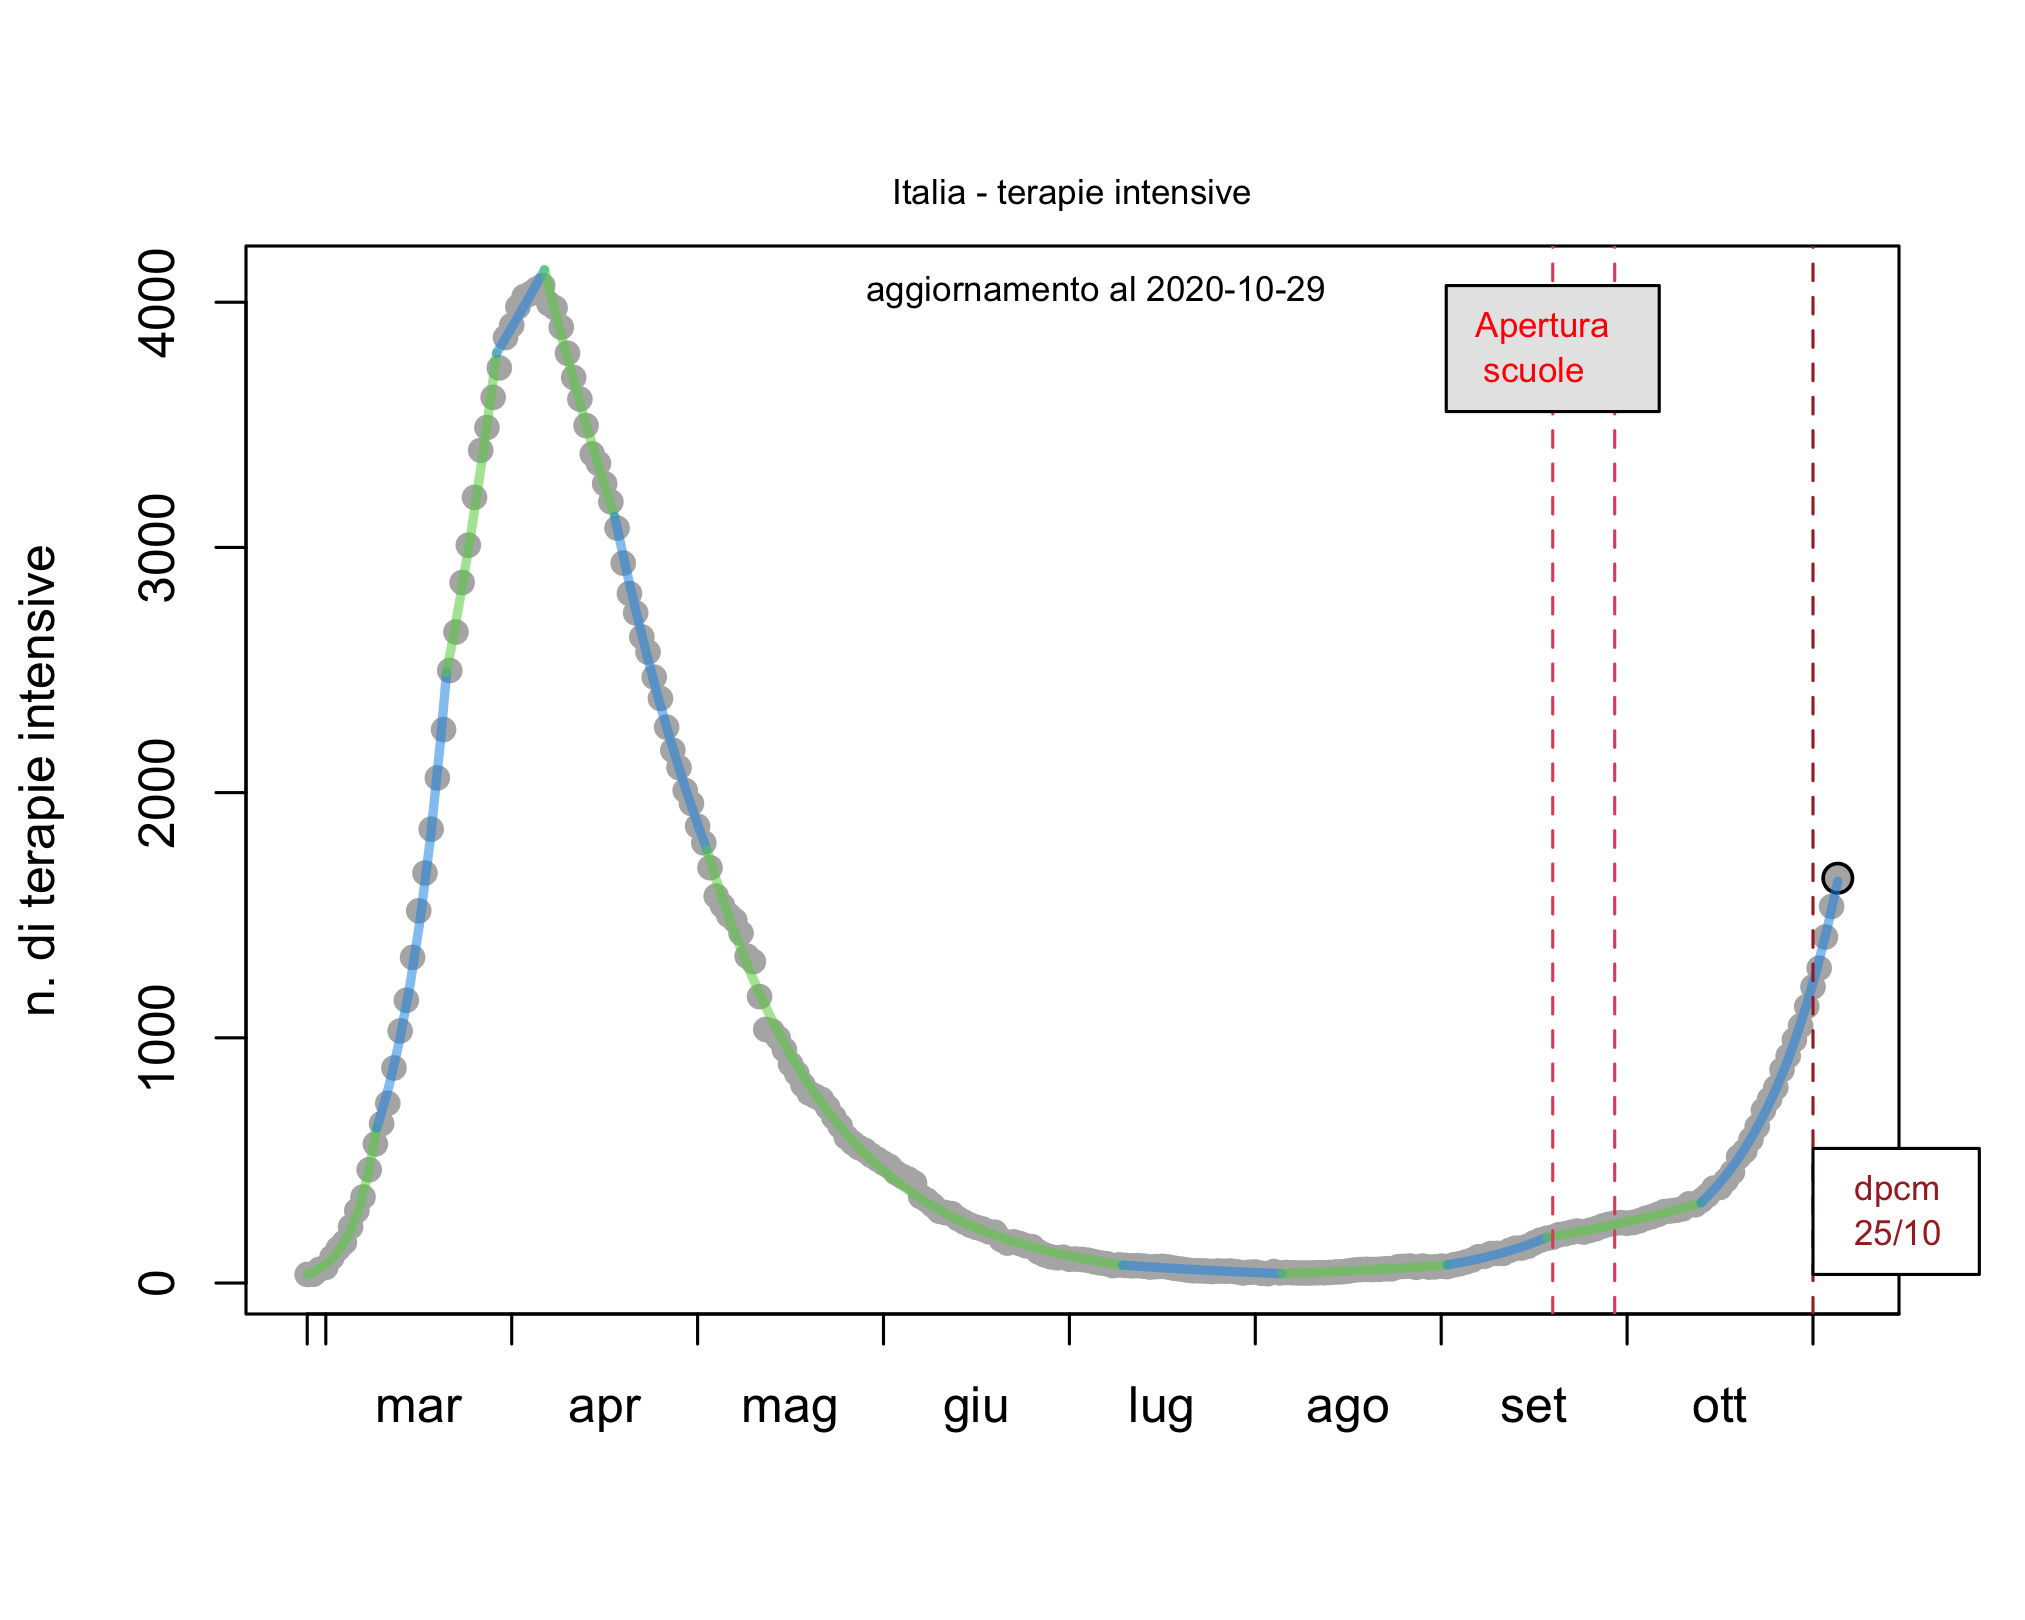 Italia - terapie intensive
aggiornamento al 2020-10-29
Apertura
scuole
dpcm
25/10
n. di terapie intensive
4000
3000
2000
1000
0
mar apr mag giu lug ago set ott